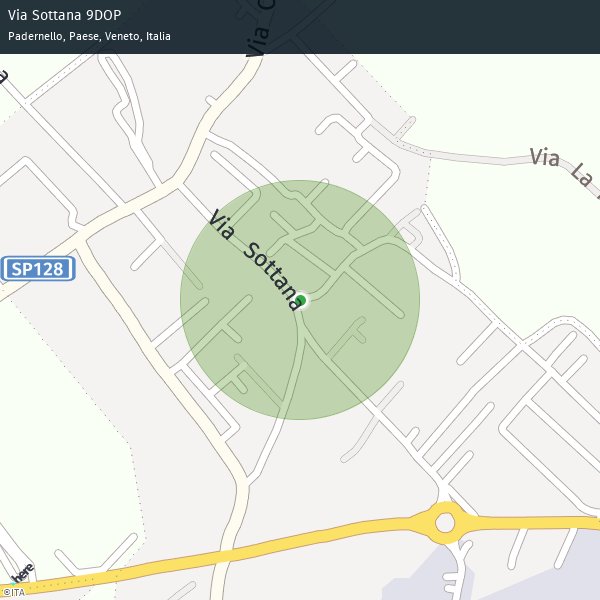 Via Sottana 9DOP
Padernello, Paese, Veneto, Italia
Via
Via La
Via Sottana
SP128
here
©ITA